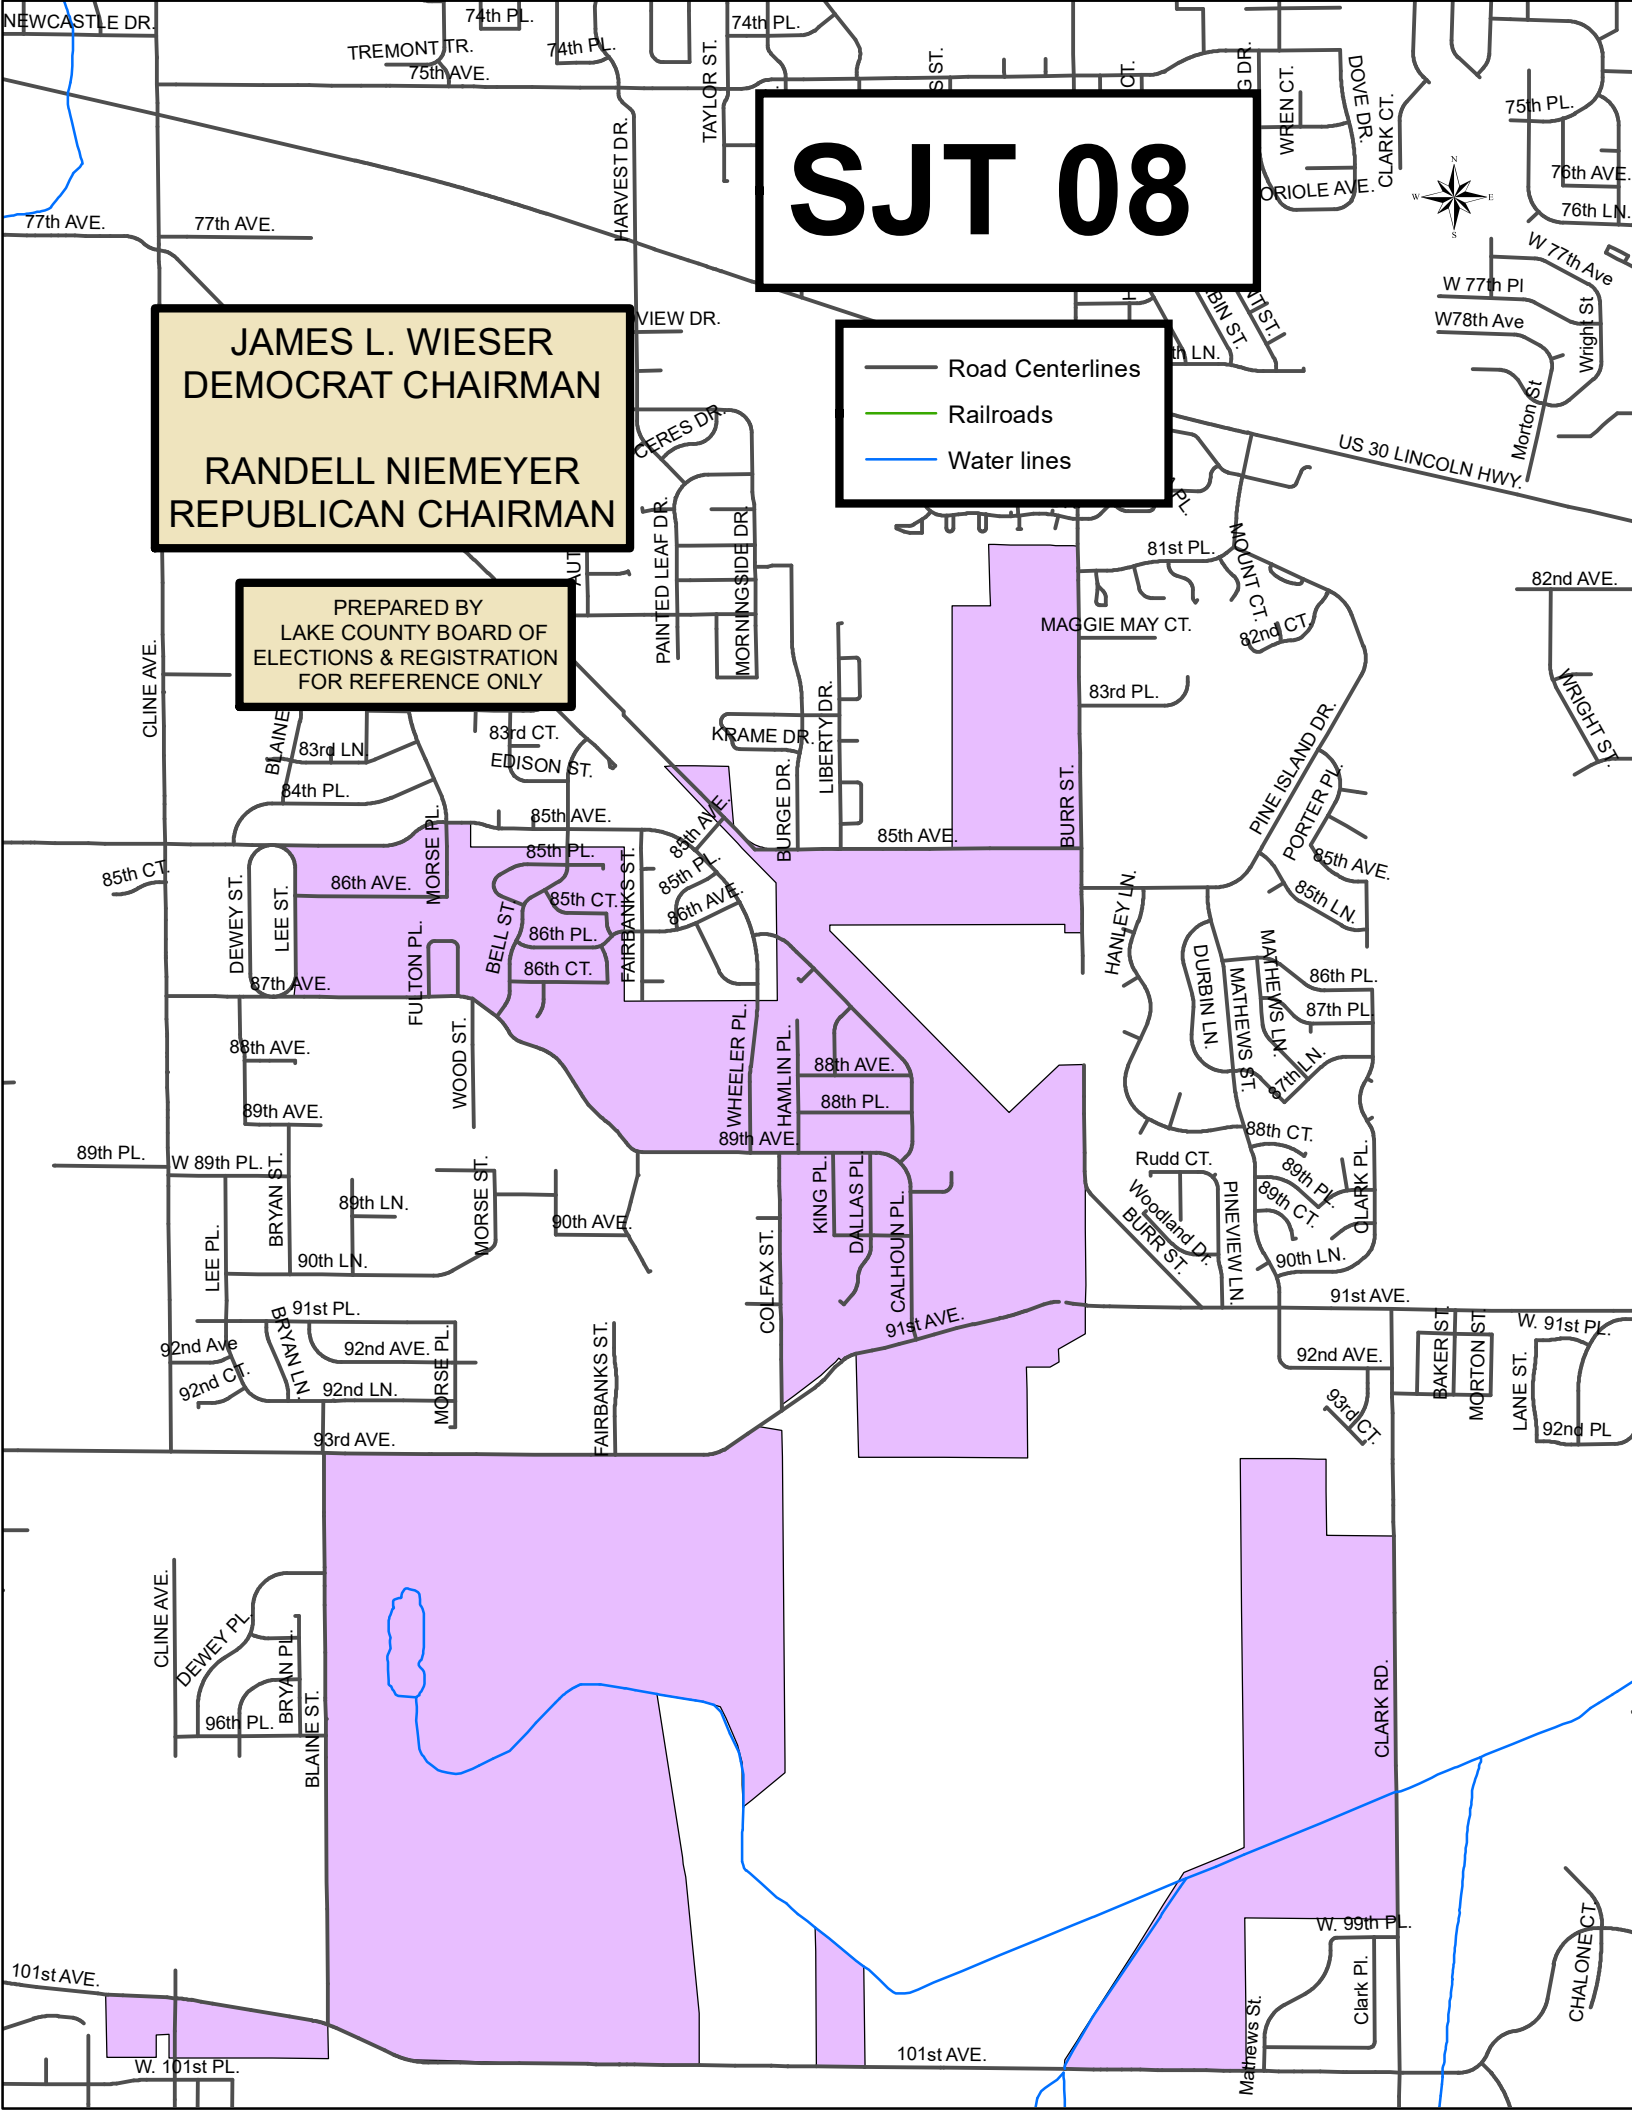 NEWCASTLE DR.
74th PL.
TREMONT TR.
74th PL.
75th AVE.
TAYLOR ST.
74th PL.
S ST.
CT.
G DR.
WREN CT.
DOVE DR.
CLARK CT.
75th PL.
76th AVE.
76th LN.
ORIOLE AVE.
SJT 08
N
W
E
S
HARVEST DR.
77th AVE.
77th AVE.
W 77th Ave
W 77th Pl
W78th Ave
Wright St
Morton St
JAMES L. WIESER
DEMOCRAT CHAIRMAN
RANDELL NIEMEYER
REPUBLICAN CHAIRMAN
VIEW DR.
BIN ST.
NT ST.
th LN.
Road Centerlines
Railroads
Water lines
CERES DR.
US 30 LINCOLN HWY.
PL.
PAINTED LEAF DR.
MORNINGSIDE DR.
AUT
81st PL.
MOUNT CT.
82nd CT.
82nd AVE.
MAGGIE MAY CT.
83rd PL.
WRIGHT ST.
PREPARED BY
LAKE COUNTY BOARD OF
ELECTIONS & REGISTRATION
FOR REFERENCE ONLY
CLINE AVE.
BLAINE
83rd LN.
83rd CT.
EDISON ST.
84th PL.
KRAME DR.
LIBERTY DR.
BURGE DR.
BURR ST.
PINE ISLAND DR.
PORTER PL.
85th AVE.
85th AVE.
85th AVE.
85th AVE.
85th LN.
MORSE PL.
85th PL.
85th PL.
85th CT.
86th AVE.
DEWEY ST.
LEE ST.
85th CT.
FAIRBANKS ST.
86th AVE.
BELL ST.
86th PL.
86th CT.
FULTON PL.
87th AVE.
HANLEY LN.
DURBIN LN.
MATHEWS ST.
MATHEWS LN.
86th PL.
87th PL.
87th LN.
88th AVE.
WOOD ST.
WHEELER PL.
HAMLIN PL.
88th AVE.
88th PL.
89th AVE.
89th AVE.
88th CT.
89th PL.
W 89th PL.
BRYAN ST.
89th LN.
MORSE ST.
90th AVE.
KING PL.
DALLAS PL.
CALHOUN PL.
COLFAX ST.
Rudd CT.
Woodland Dr.
BURR ST.
PINEVIEW LN.
89th PL.
89th CT.
CLARK PL.
90th LN.
LEE PL.
90th LN.
91st PL.
91st AVE.
91st AVE.
92nd Ave
92nd CT.
BRYAN LN.
92nd AVE.
92nd LN.
MORSE PL.
FAIRBANKS ST.
92nd AVE.
93rd CT.
BAKER ST.
MORTON ST.
LANE ST.
W. 91st PL.
92nd PL
93rd AVE.
CLINE AVE.
DEWEY PL.
BRYAN PL.
96th PL.
BLAINE ST.
CLARK RD.
W. 99th PL.
Clark Pl.
Mathews St.
CHALONE CT.
101st AVE.
W. 101st PL.
101st AVE.